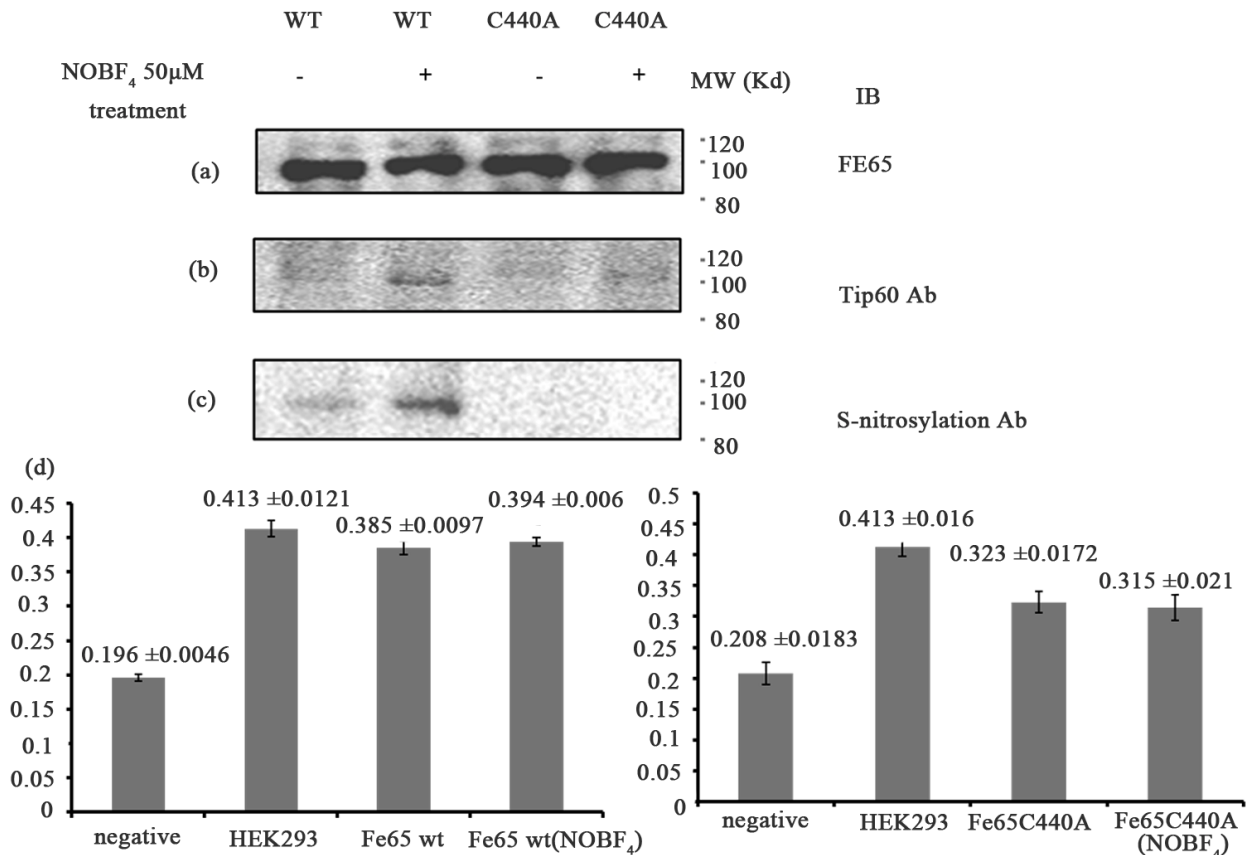 WT WT C440A C440A
NOBF4 50µM - + - + MW (Kd)
treatment IB
(a) -120 -100 -80 FE65
(b) -120 -100 -80 Tip60 Ab
(c) -120 -100 -80 S-nitrosylation Ab
(d)
0.45
0.4
0.35
0.3
0.25
0.2
0.15
0.1
0.05
0
0.196 ±0.0046
0.413 ±0.0121
0.385 ±0.0097
0.394 ±0.006
negative HEK293 Fe65 wt Fe65 wt(NOBF4)
0.5
0.45
0.4
0.35
0.3
0.25
0.2
0.15
0.1
0.05
0
0.208 ±0.0183
0.413 ±0.016
0.323 ±0.0172
0.315 ±0.021
negative HEK293 Fe65C440A Fe65C440A
(NOBF4)